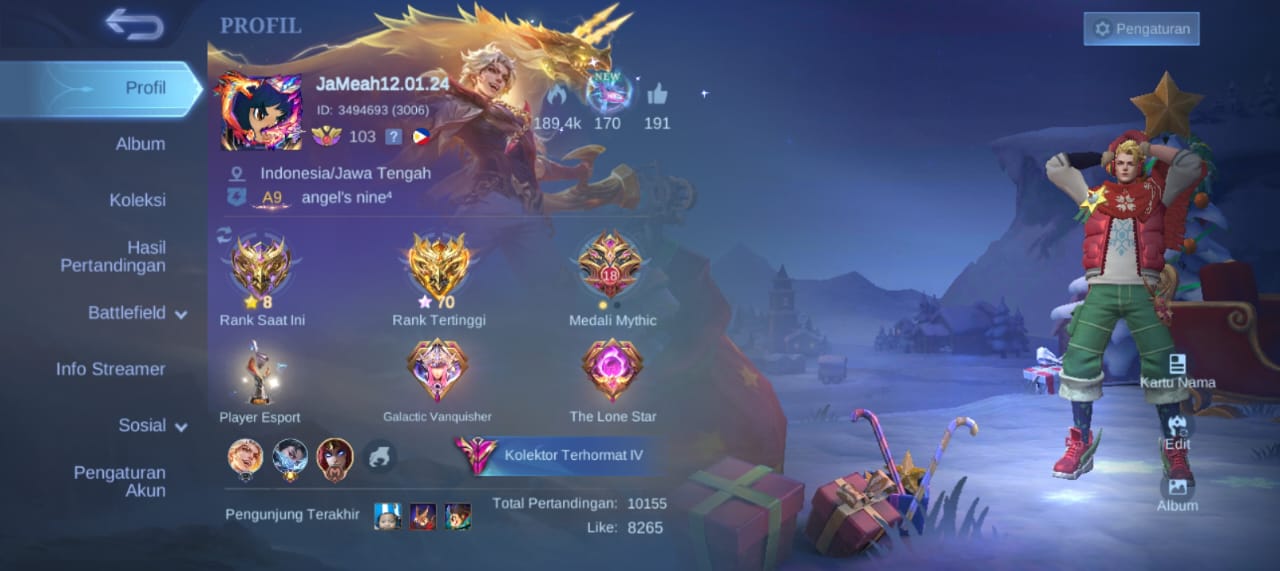 PROFIL
Pengaturan
Profil
Album
Koleksi
Hasil
Pertandingan
Battlefield
Info Streamer
Sosial
Pengaturan
Akun
JaMeah12.01.24
ID: 3494693 (3006)
103 ?
NEW
189,4k 170 191
Indonesia/Jawa Tengah
A9 angel's nine⁴
8 70 18
Rank Saat Ini Rank Tertinggi Medali Mythic
Player Esport Galactic Vanquisher The Lone Star
Kolektor Terhormat IV
Pengunjung Terakhir
Total Pertandingan: 10155
Like: 8265
Kartu Nama
Edit
Album